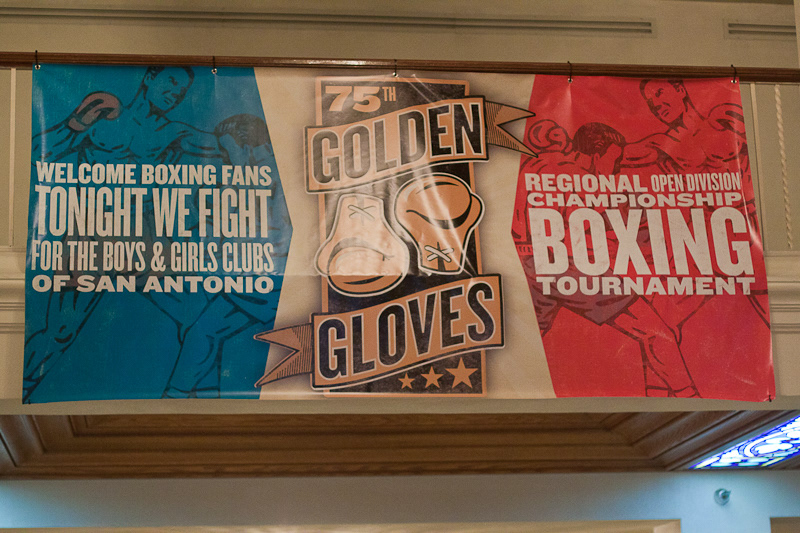 WELCOME BOXING FANS
TONIGHT WE FIGHT
FOR THE BOYS & GIRLS CLUBS
OF SAN ANTONIO
75TH
GOLDEN
GLOVES
REGIONAL OPEN DIVISION
CHAMPIONSHIP
BOXING
TOURNAMENT